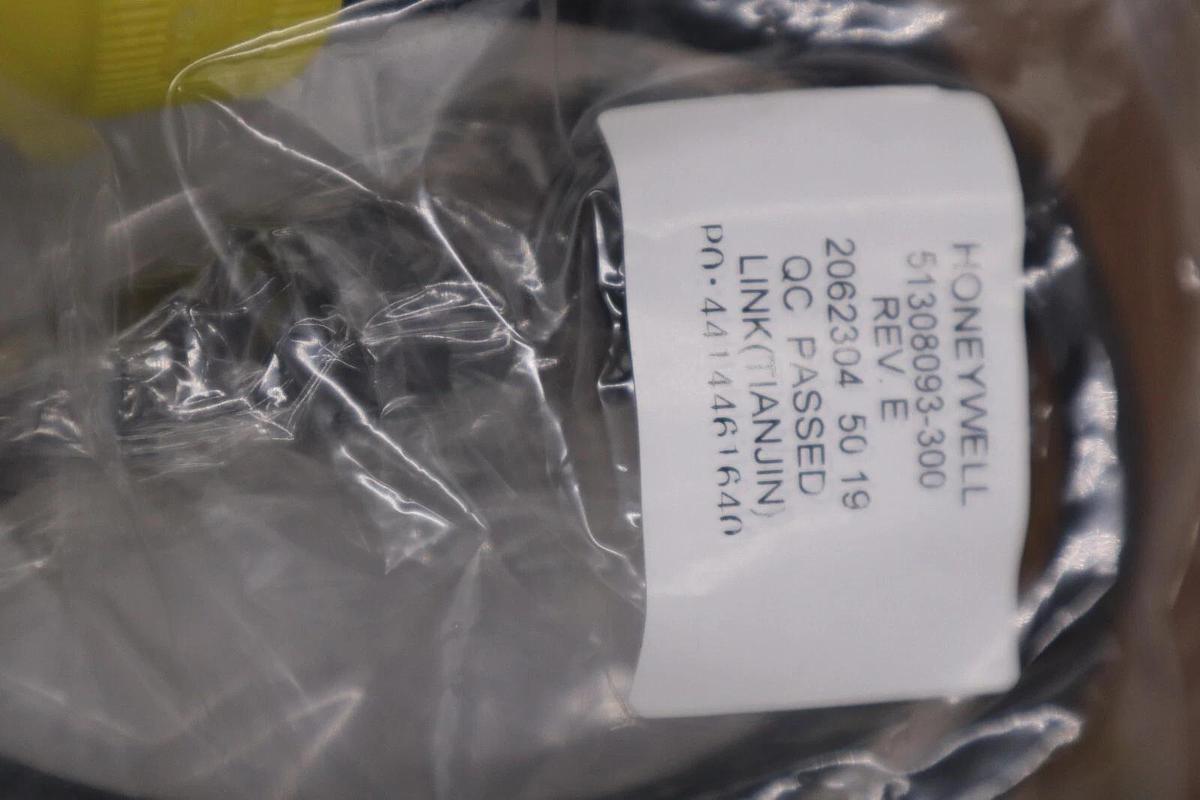 HONEYWELL
51308093-300
REV. E
2062304 50 19
QC PASSED
LINK(TIANJIN)
PO:4414461640